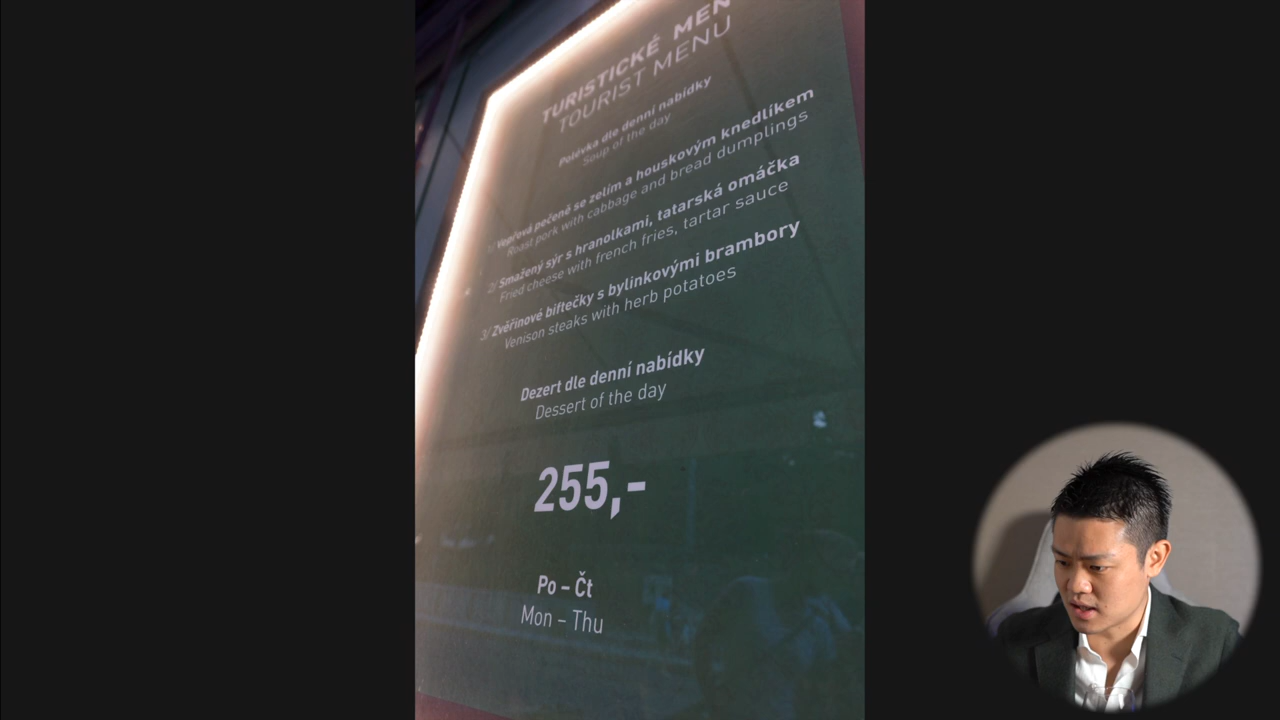 TURISTICKÉ MEN
TOURIST MENU
Polévka dle denní nabídky
Soup of the day
1/ Vepřová pečeně se zelím a houskovým knedlíkem
Roast pork with cabbage and bread dumplings
2/ Smažený sýr s hranolkami, tatarská omáčka
Fried cheese with french fries, tartar sauce
3/ Zvěřinové biftečky s bylinkovými brambory
Venison steaks with herb potatoes
Dezert dle denní nabídky
Dessert of the day
255,-
Po – Čt
Mon – Thu